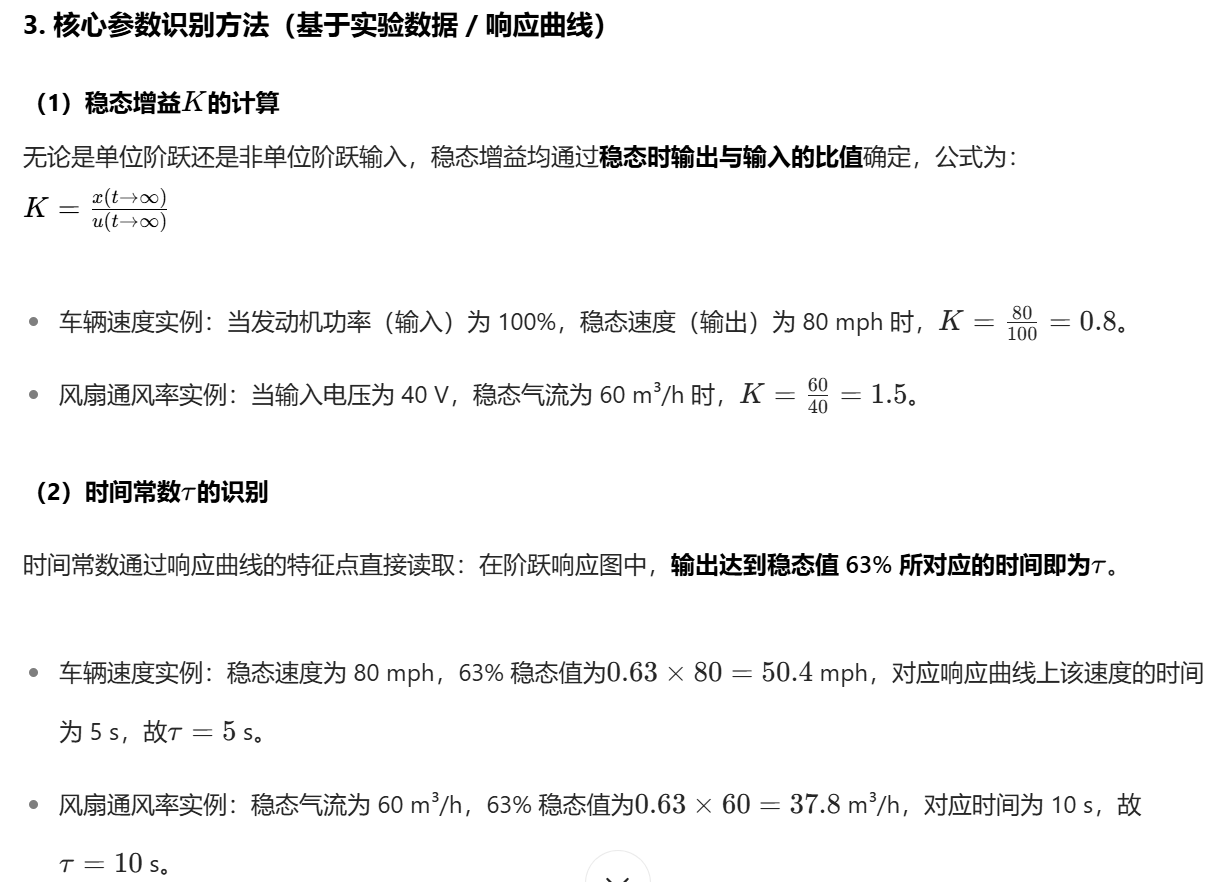 3. 核心参数识别方法（基于实验数据 / 响应曲线）
（1）稳态增益K的计算
无论是单位阶跃还是非单位阶跃输入，稳态增益均通过稳态时输出与输入的比值确定，公式为：
K = x(t→∞)/u(t→∞)
• 车辆速度实例：当发动机功率（输入）为 100%，稳态速度（输出）为 80 mph 时，K = 80/100 = 0.8。
• 风扇通风率实例：当输入电压为 40 V，稳态气流为 60 m³/h 时，K = 60/40 = 1.5。
（2）时间常数τ的识别
时间常数通过响应曲线的特征点直接读取：在阶跃响应图中，输出达到稳态值 63% 所对应的时间即为τ。
• 车辆速度实例：稳态速度为 80 mph，63% 稳态值为0.63 × 80 = 50.4 mph，对应响应曲线上该速度的时间
为 5 s，故τ = 5 s。
• 风扇通风率实例：稳态气流为 60 m³/h，63% 稳态值为0.63 × 60 = 37.8 m³/h，对应时间为 10 s，故
τ = 10 s。